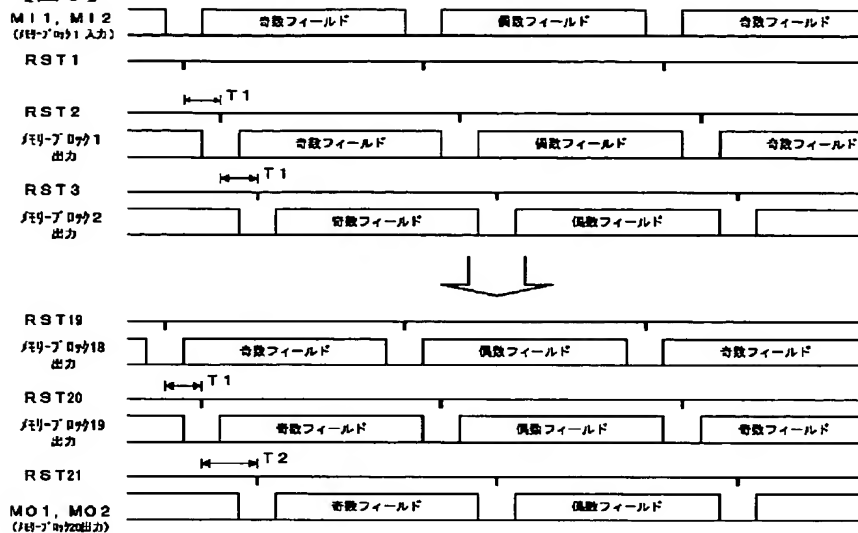 MI1, MI2
(メモリーブロック1 入力)
奇数フィールド 偶数フィールド 奇数フィールド
RST1
T1
RST2
メモリーブロック1
出力
奇数フィールド 偶数フィールド 奇数フィールド
T1
RST3
メモリーブロック2
出力
奇数フィールド 偶数フィールド
RST19
メモリーブロック18
出力
奇数フィールド 偶数フィールド 奇数フィールド
T1
RST20
メモリーブロック19
出力
奇数フィールド 偶数フィールド 奇数フィールド
T2
RST21
MO1, MO2
(メモリーブロック20出力)
奇数フィールド 偶数フィールド